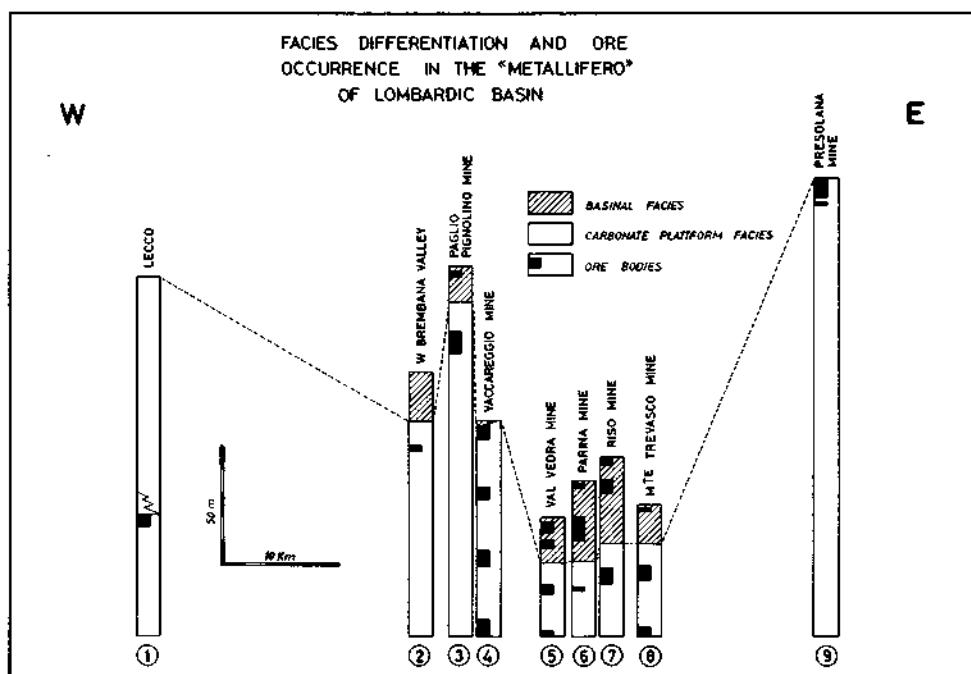 FACIES DIFFERENTIATION AND ORE
OCCURRENCE IN THE "METALLIFERO"
OF LOMBARDIC BASIN
W
E
BASINAL FACIES
CARBONATE PLATTFORM FACIES
ORE BODIES
LECCO
W BREMBANA VALLEY
PAGLIO
PIGNOLINO MINE
VACCAREGGIO MINE
VAL VEDRA MINE
PARINA MINE
RISO MINE
MTE TREVASCO MINE
PRESOLANA
MINE
50 m
10 Km
1
2
3
4
5
6
7
8
9